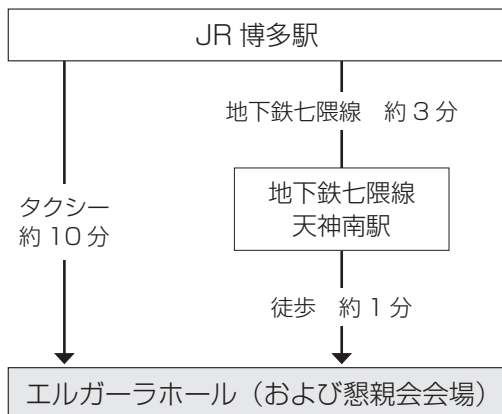 JR 博多駅
地下鉄七隈線　約 3 分
タクシー
約 10 分
地下鉄七隈線
天神南駅
徒歩　約 1 分
エルガーラホール（および懇親会会場）